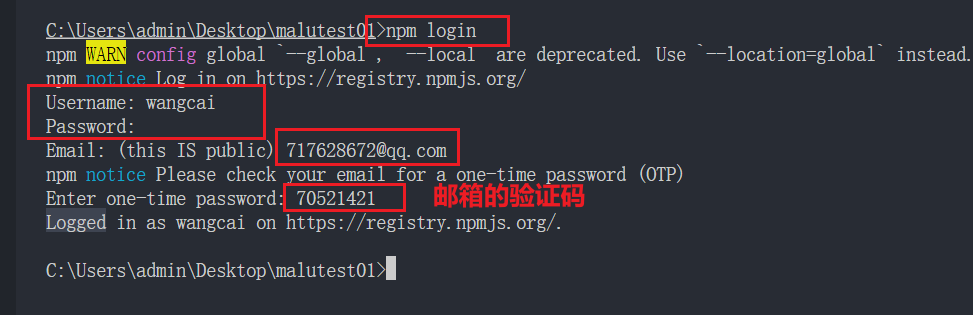 C:\Users\admin\Desktop\malutest01>npm login
npm WARN config global `--global`, `--local` are deprecated. Use `--location=global` instead.
npm notice Log in on https://registry.npmjs.org/
Username: wangcai
Password:
Email: (this IS public) 717628672@qq.com
npm notice Please check your email for a one-time password (OTP)
Enter one-time password: 70521421 邮箱的验证码
Logged in as wangcai on https://registry.npmjs.org/.
C:\Users\admin\Desktop\malutest01>